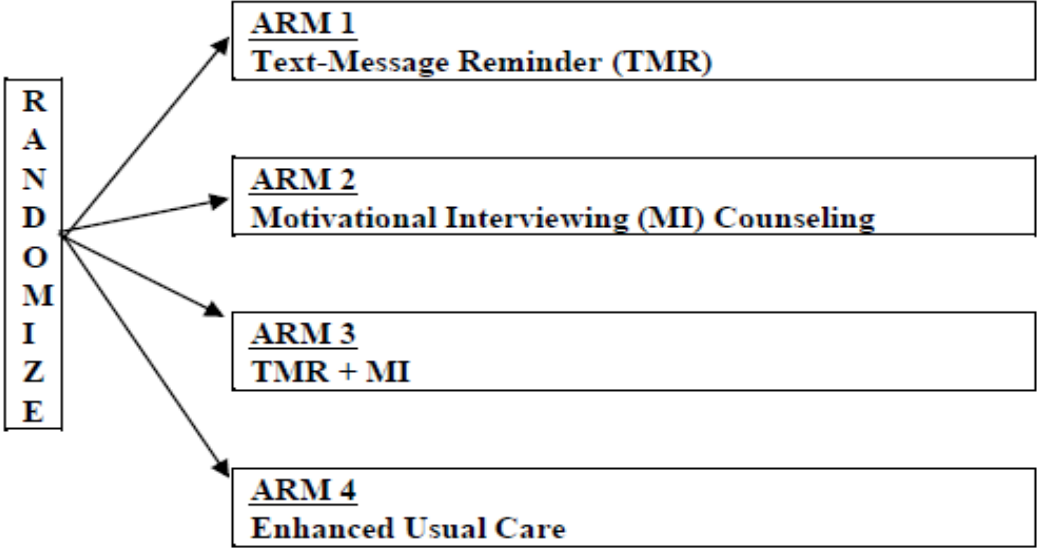 RANDOMIZE
ARM 1
Text-Message Reminder (TMR)
ARM 2
Motivational Interviewing (MI) Counseling
ARM 3
TMR + MI
ARM 4
Enhanced Usual Care